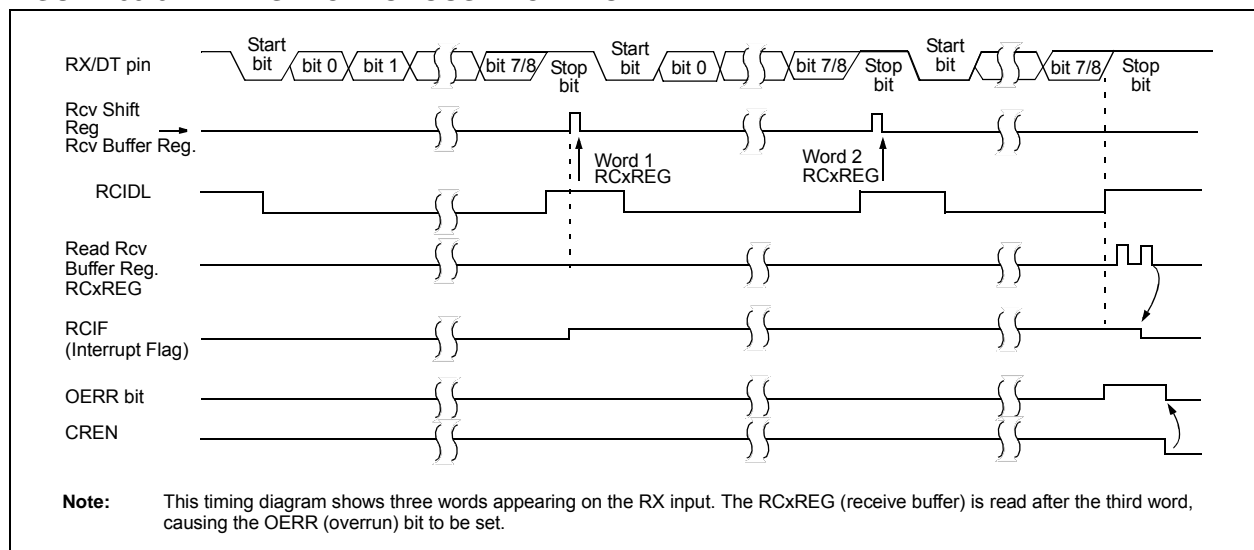 Start
bit
bit 0
bit 1
bit 7/8
Stop
bit
Start
bit
bit 0
bit 7/8
Stop
bit
Start
bit
bit 7/8
Stop
bit
RX/DT pin
Rcv Shift
Reg
Rcv Buffer Reg.
Word 1
RCxREG
Word 2
RCxREG
RCIDL
Read Rcv
Buffer Reg.
RCxREG
RCIF
(Interrupt Flag)
OERR bit
CREN
Note: This timing diagram shows three words appearing on the RX input. The RCxREG (receive buffer) is read after the third word,
causing the OERR (overrun) bit to be set.